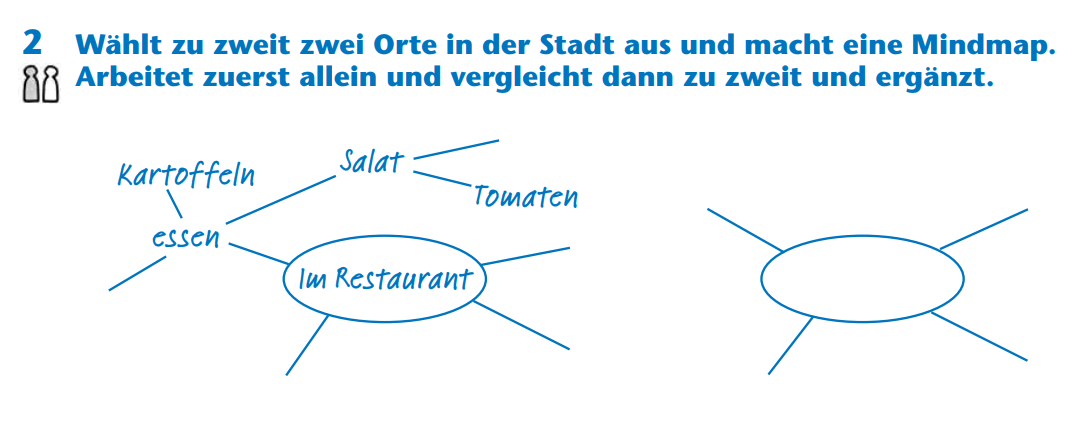 2 Wählt zu zweit zwei Orte in der Stadt aus und macht eine Mindmap.
Arbeitet zuerst allein und vergleicht dann zu zweit und ergänzt.
Salat
Kartoffeln
Tomaten
essen
Im Restaurant